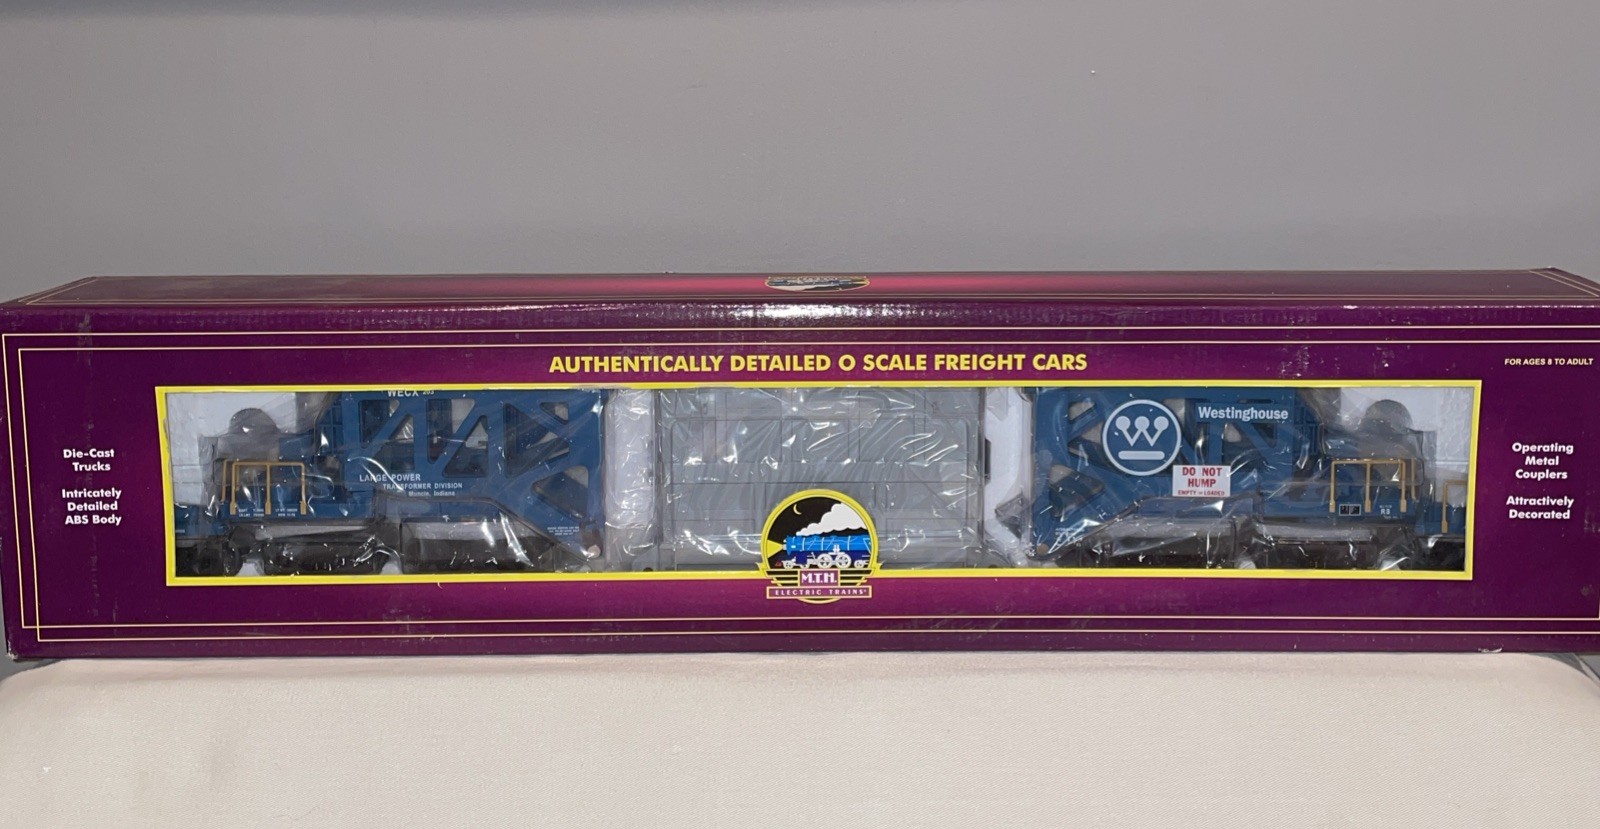 AUTHENTICALLY DETAILED O SCALE FREIGHT CARS
FOR AGES 8 TO ADULT
Die-Cast
Trucks
Intricately
Detailed
ABS Body
WECX 203
LARGE POWER
TRANSFORMER DIVISION
Muncie, Indiana
W
Westinghouse
DO NOT
HUMP
EMPTY or LOADED
R5
M.T.H.
ELECTRIC TRAINS
Operating
Metal
Couplers
Attractively
Decorated